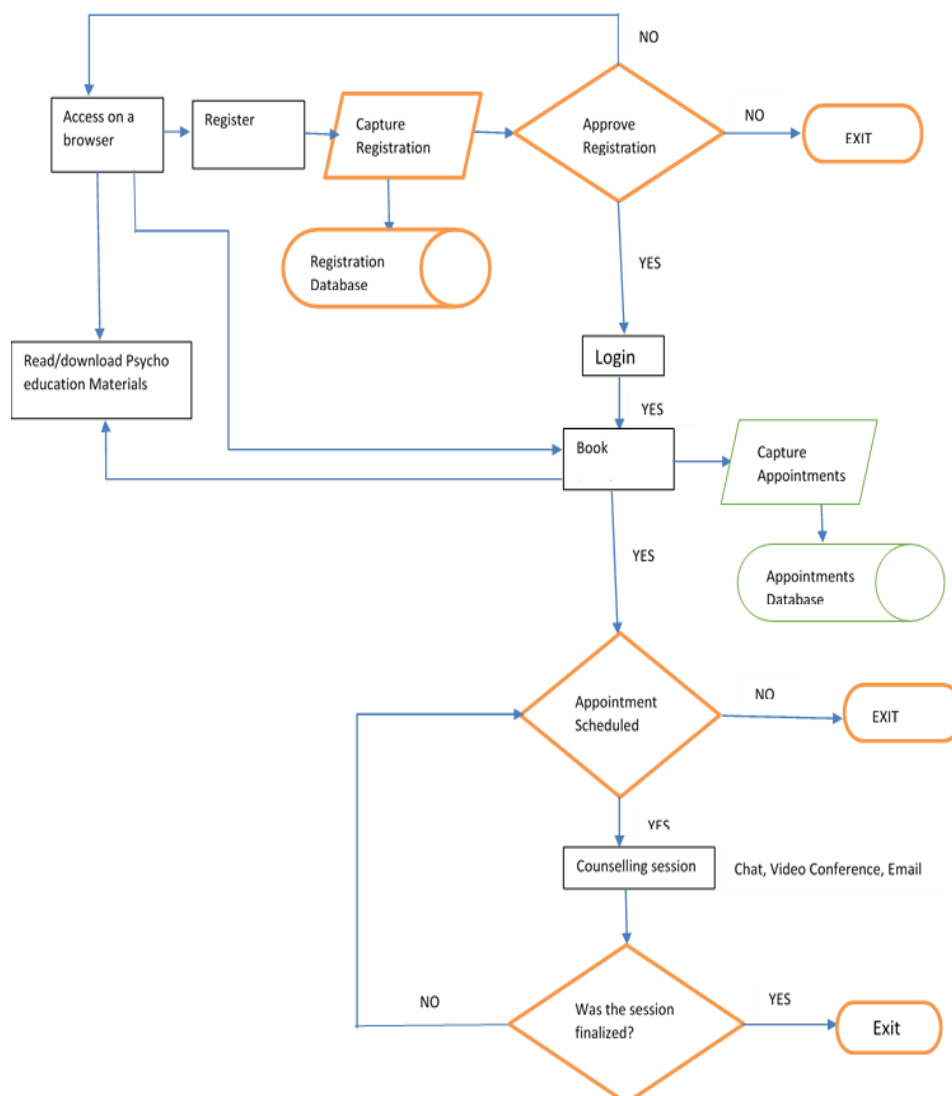 NO
Access on a
browser
Register
Capture
Registration
Approve
Registration
NO
EXIT
Registration
Database
YES
Read/download Psycho
education Materials
Login
YES
Book
Capture
Appointments
YES
Appointments
Database
Appointment
Scheduled
NO
EXIT
YES
Counselling session
Chat, Video Conference, Email
NO
Was the session
finalized?
YES
Exit